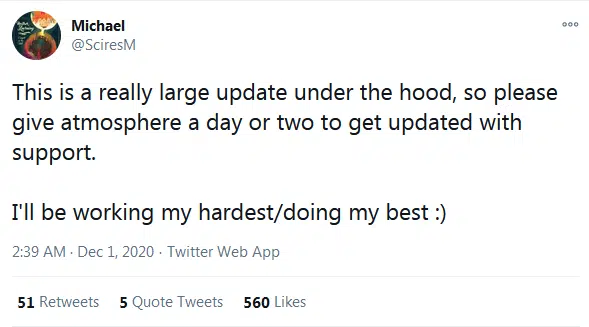 Michael
@SciresM
This is a really large update under the hood, so please
give atmosphere a day or two to get updated with
support.
I'll be working my hardest/doing my best :)
2:39 AM · Dec 1, 2020 · Twitter Web App
51 Retweets 5 Quote Tweets 560 Likes